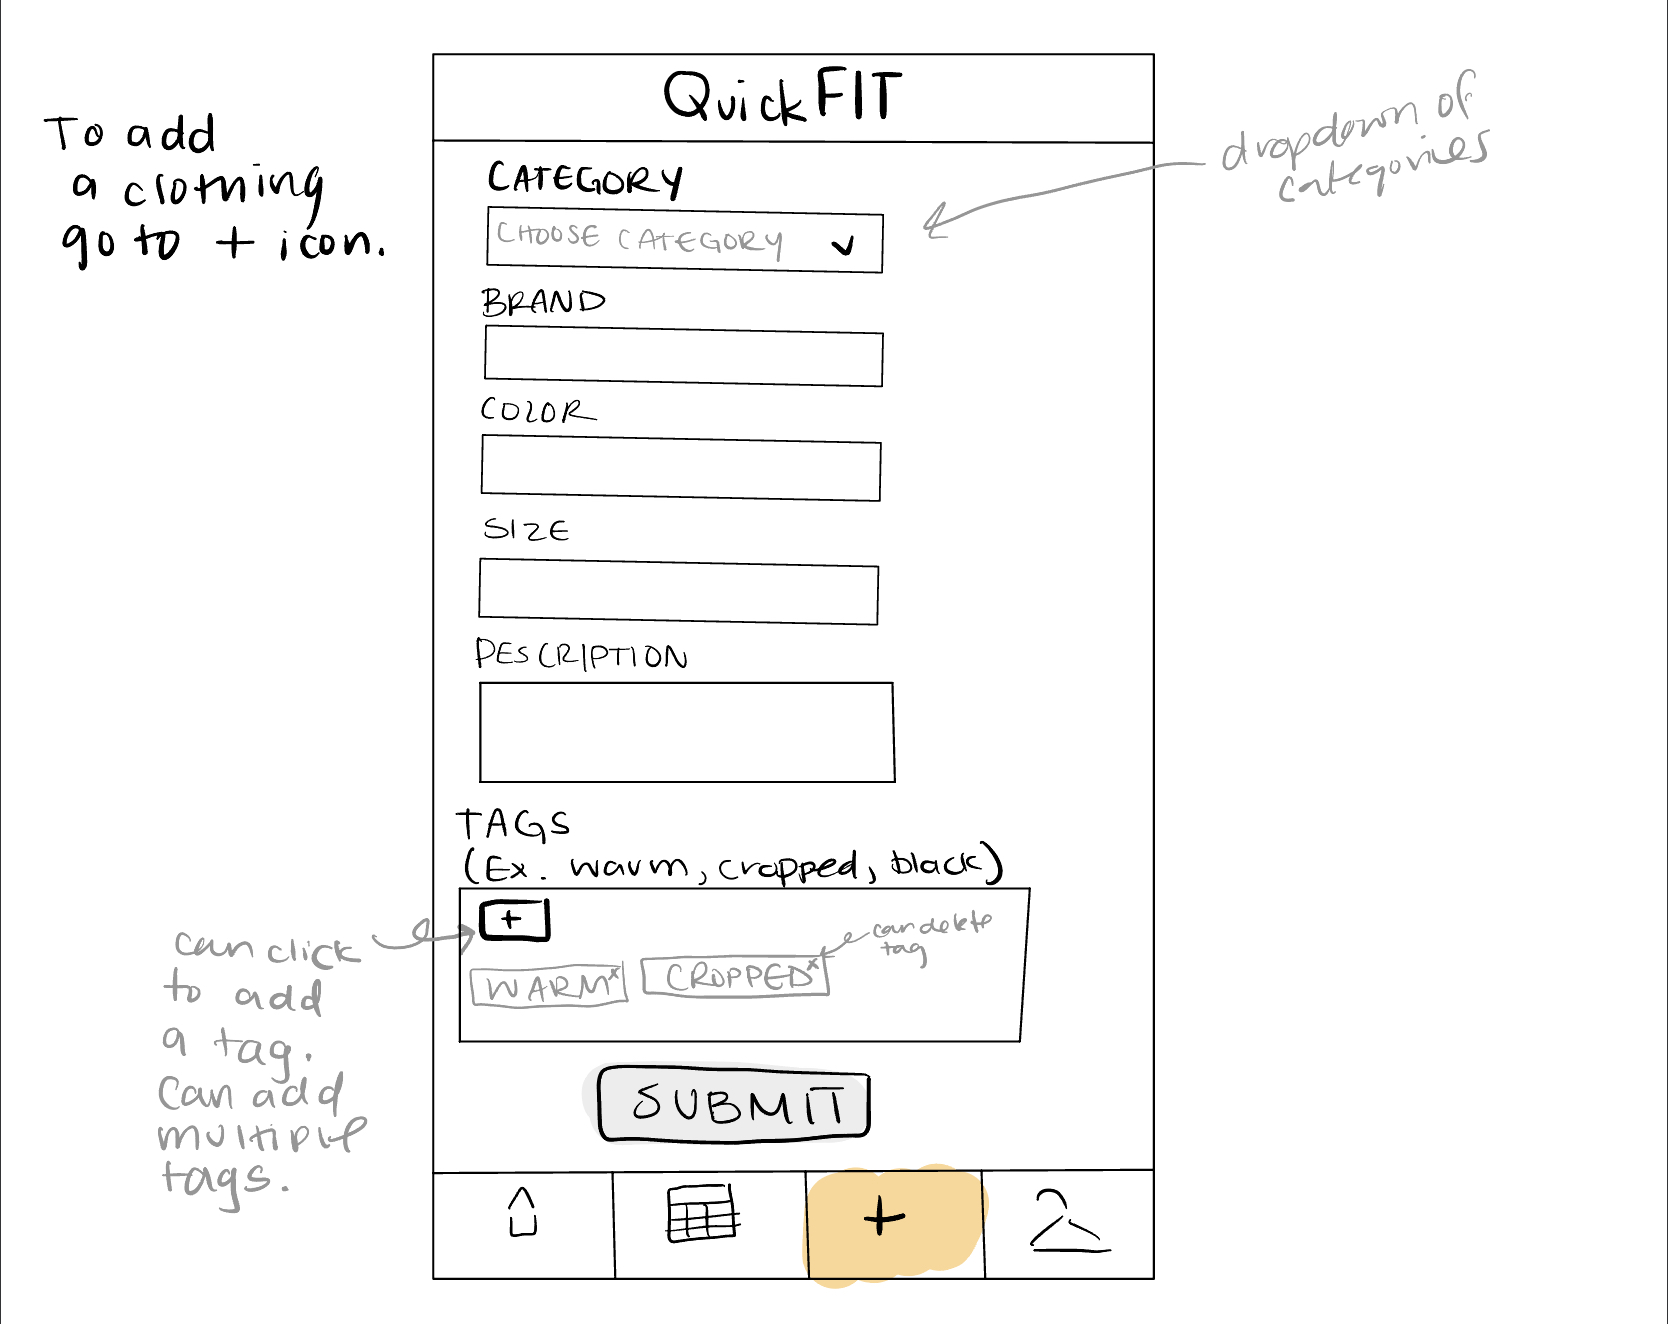 QuickFIT
To add
a clothing
go to + icon.
dropdown of
categories
CATEGORY
CHOOSE CATEGORY
BRAND
COLOR
SIZE
DESCRIPTION
TAGS
(Ex. warm, cropped, black)
+
can delete
tag
WARM x
CROPPED x
can click
to add
a tag.
Can add
multiple
tags.
SUBMIT
+